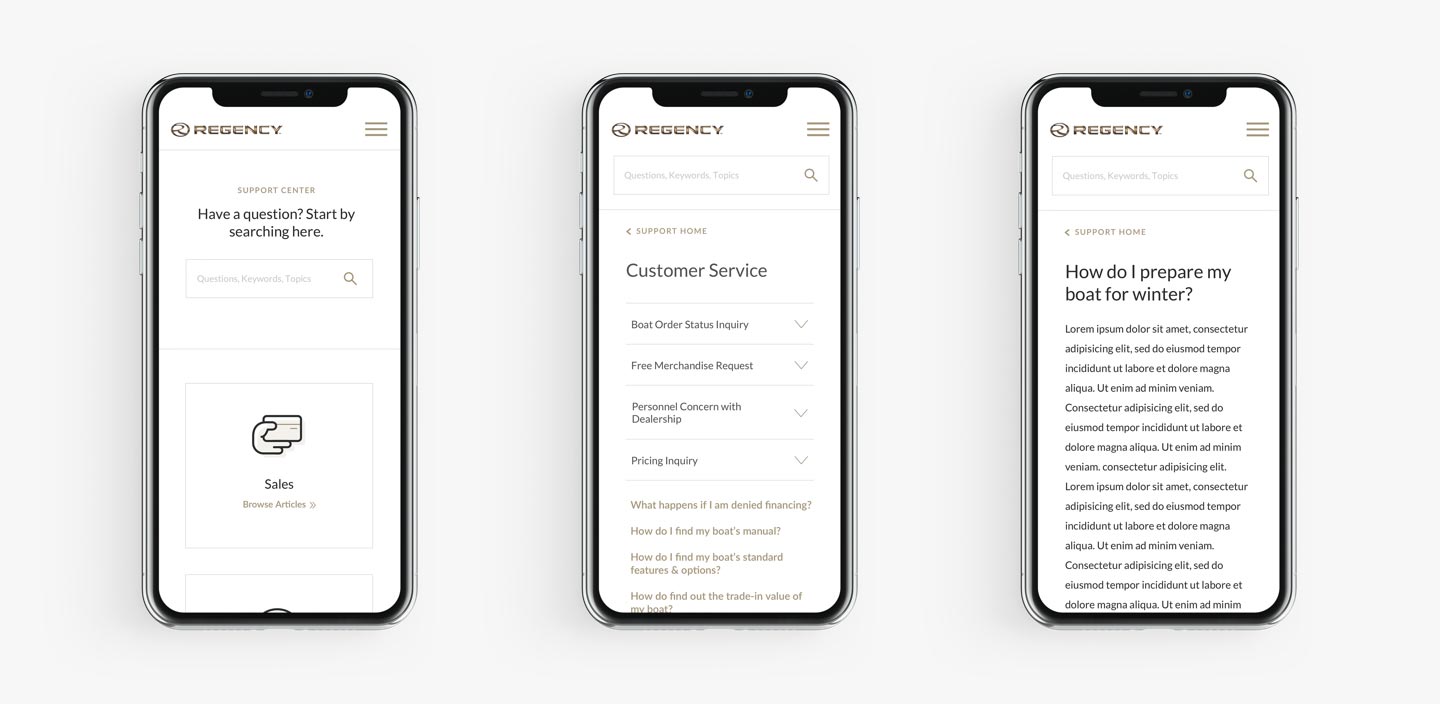 REGENCY
SUPPORT CENTER
Have a question? Start by
searching here.
Questions, Keywords, Topics
Sales
Browse Articles
REGENCY
Questions, Keywords, Topics
SUPPORT HOME
Customer Service
Boat Order Status Inquiry
Free Merchandise Request
Personnel Concern with
Dealership
Pricing Inquiry
What happens if I am denied financing?
How do I find my boat's manual?
How do I find my boat's standard
features & options?
How do find out the trade-in value of
my boat?
REGENCY
Questions, Keywords, Topics
SUPPORT HOME
How do I prepare my
boat for winter?
Lorem ipsum dolor sit amet, consectetur
adipisicing elit, sed do eiusmod tempor
incididunt ut labore et dolore magna
aliqua. Ut enim ad minim veniam.
Consectetur adipisicing elit, sed do
eiusmod tempor incididunt ut labore et
dolore magna aliqua. Ut enim ad minim
veniam. consectetur adipisicing elit.
Lorem ipsum dolor sit amet, consectetur
adipisicing elit, sed do eiusmod tempor
incididunt ut labore et dolore magna
aliqua. Ut enim ad minim veniam.
Consectetur adipisicing elit, sed do
eiusmod tempor incididunt ut labore et
dolore magna aliqua. Ut enim ad minim